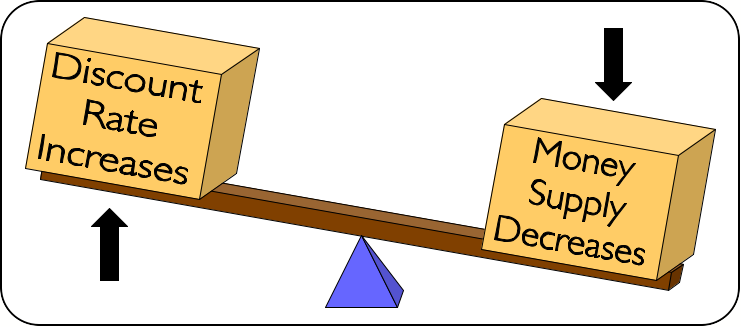 Discount
Rate
Increases
Money
Supply
Decreases